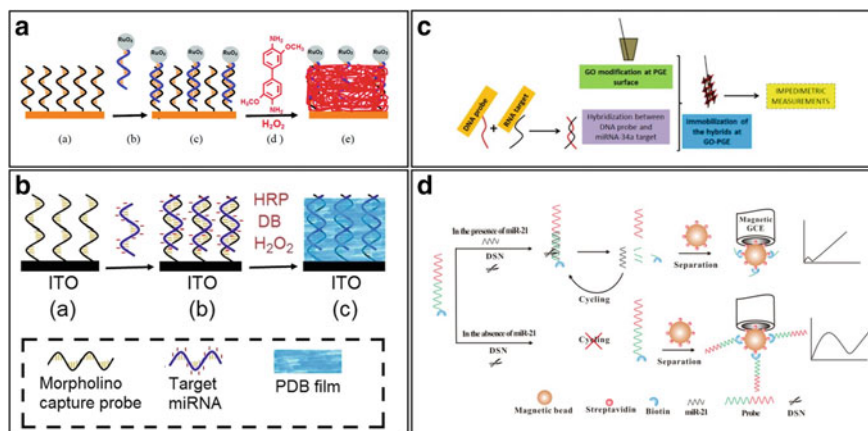 a
RuO₂
RuO₂ RuO₂ RuO₂
NH₂
OCH₃
H₃CO
NH₂
H₂O₂
RuO₂ RuO₂ RuO₂
(a) (b) (c) (d) (e)
b
HRP
DB
H₂O₂
ITO ITO ITO
(a) (b) (c)
Morpholino
capture probe
Target
miRNA
PDB film
c
GO modification at PGE
surface
DNA probe
+
RNA target
Hybridization between
DNA probe and
miRNA-34a target
immobilization of
the hybrids at
GO-PGE
IMPEDIMETRIC
MEASUREMENTS
d
In the presence of miR-21
DSN
Cycling
Separation
Magnetic
GCE
In the absence of miR-21
DSN
Cycling
Separation
Magnetic bead Streptavidin Biotin miR-21 Probe DSN